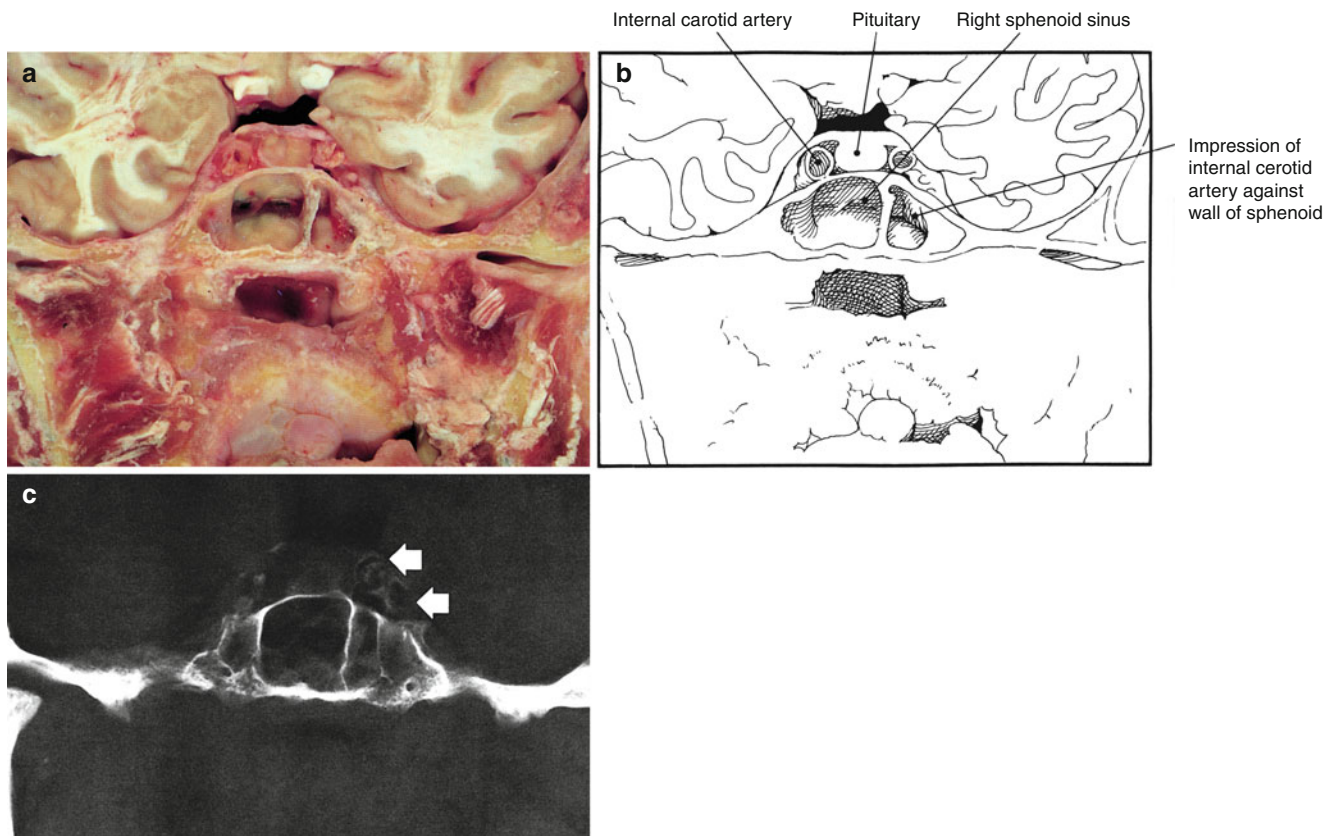 Internal carotid artery
Pituitary
Right sphenoid sinus
a
b
Impression of
internal cerotid
artery against
wall of sphenoid
c